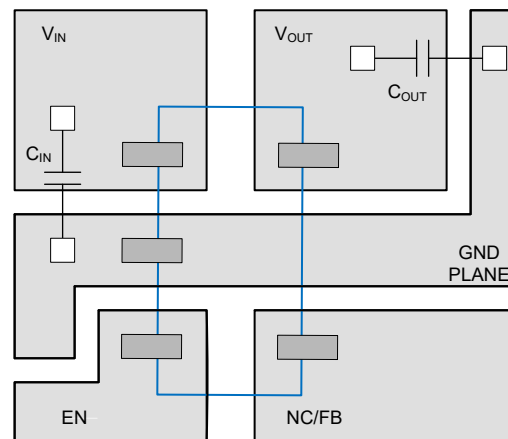 VIN
VOUT
COUT
CIN
GND
PLANE
EN
NC/FB